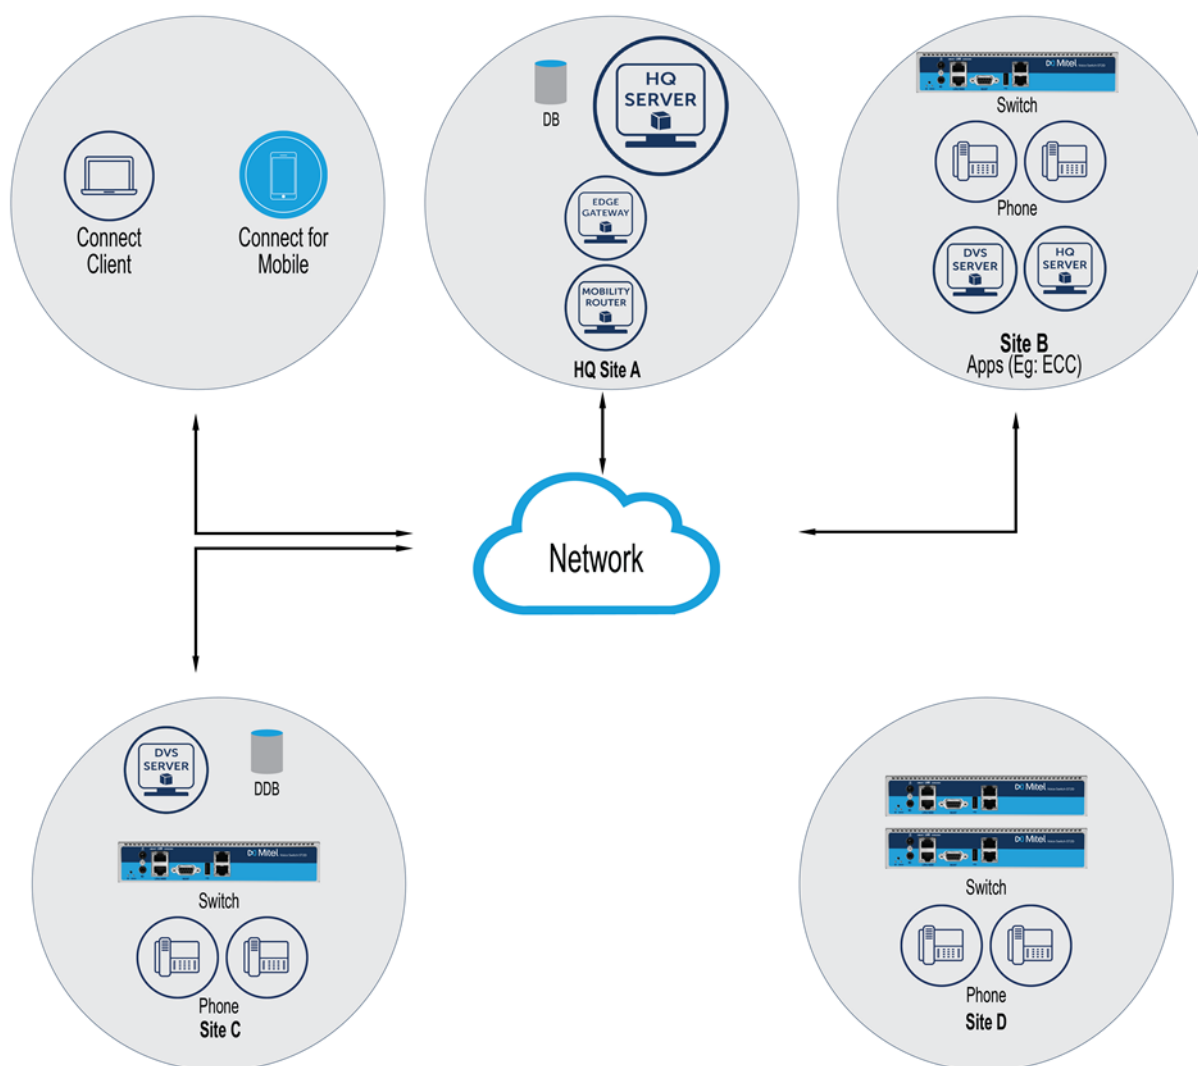 Connect
Client
Connect for
Mobile
DB
HQ
SERVER
EDGE
GATEWAY
MOBILITY
ROUTER
HQ Site A
Mitel
Switch
Phone
DVS
SERVER
HQ
SERVER
Site B
Apps (Eg: ECC)
Network
DVS
SERVER
DDB
Mitel
Switch
Phone
Site C
Mitel
Mitel
Switch
Phone
Site D